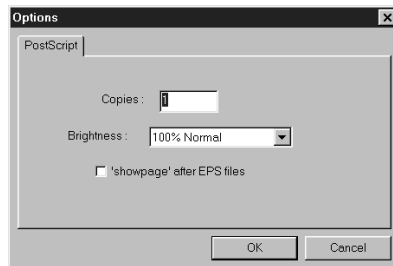 Options
PostScript
Copies : 1
Brightness : 100% Normal
'showpage' after EPS files
OK Cancel